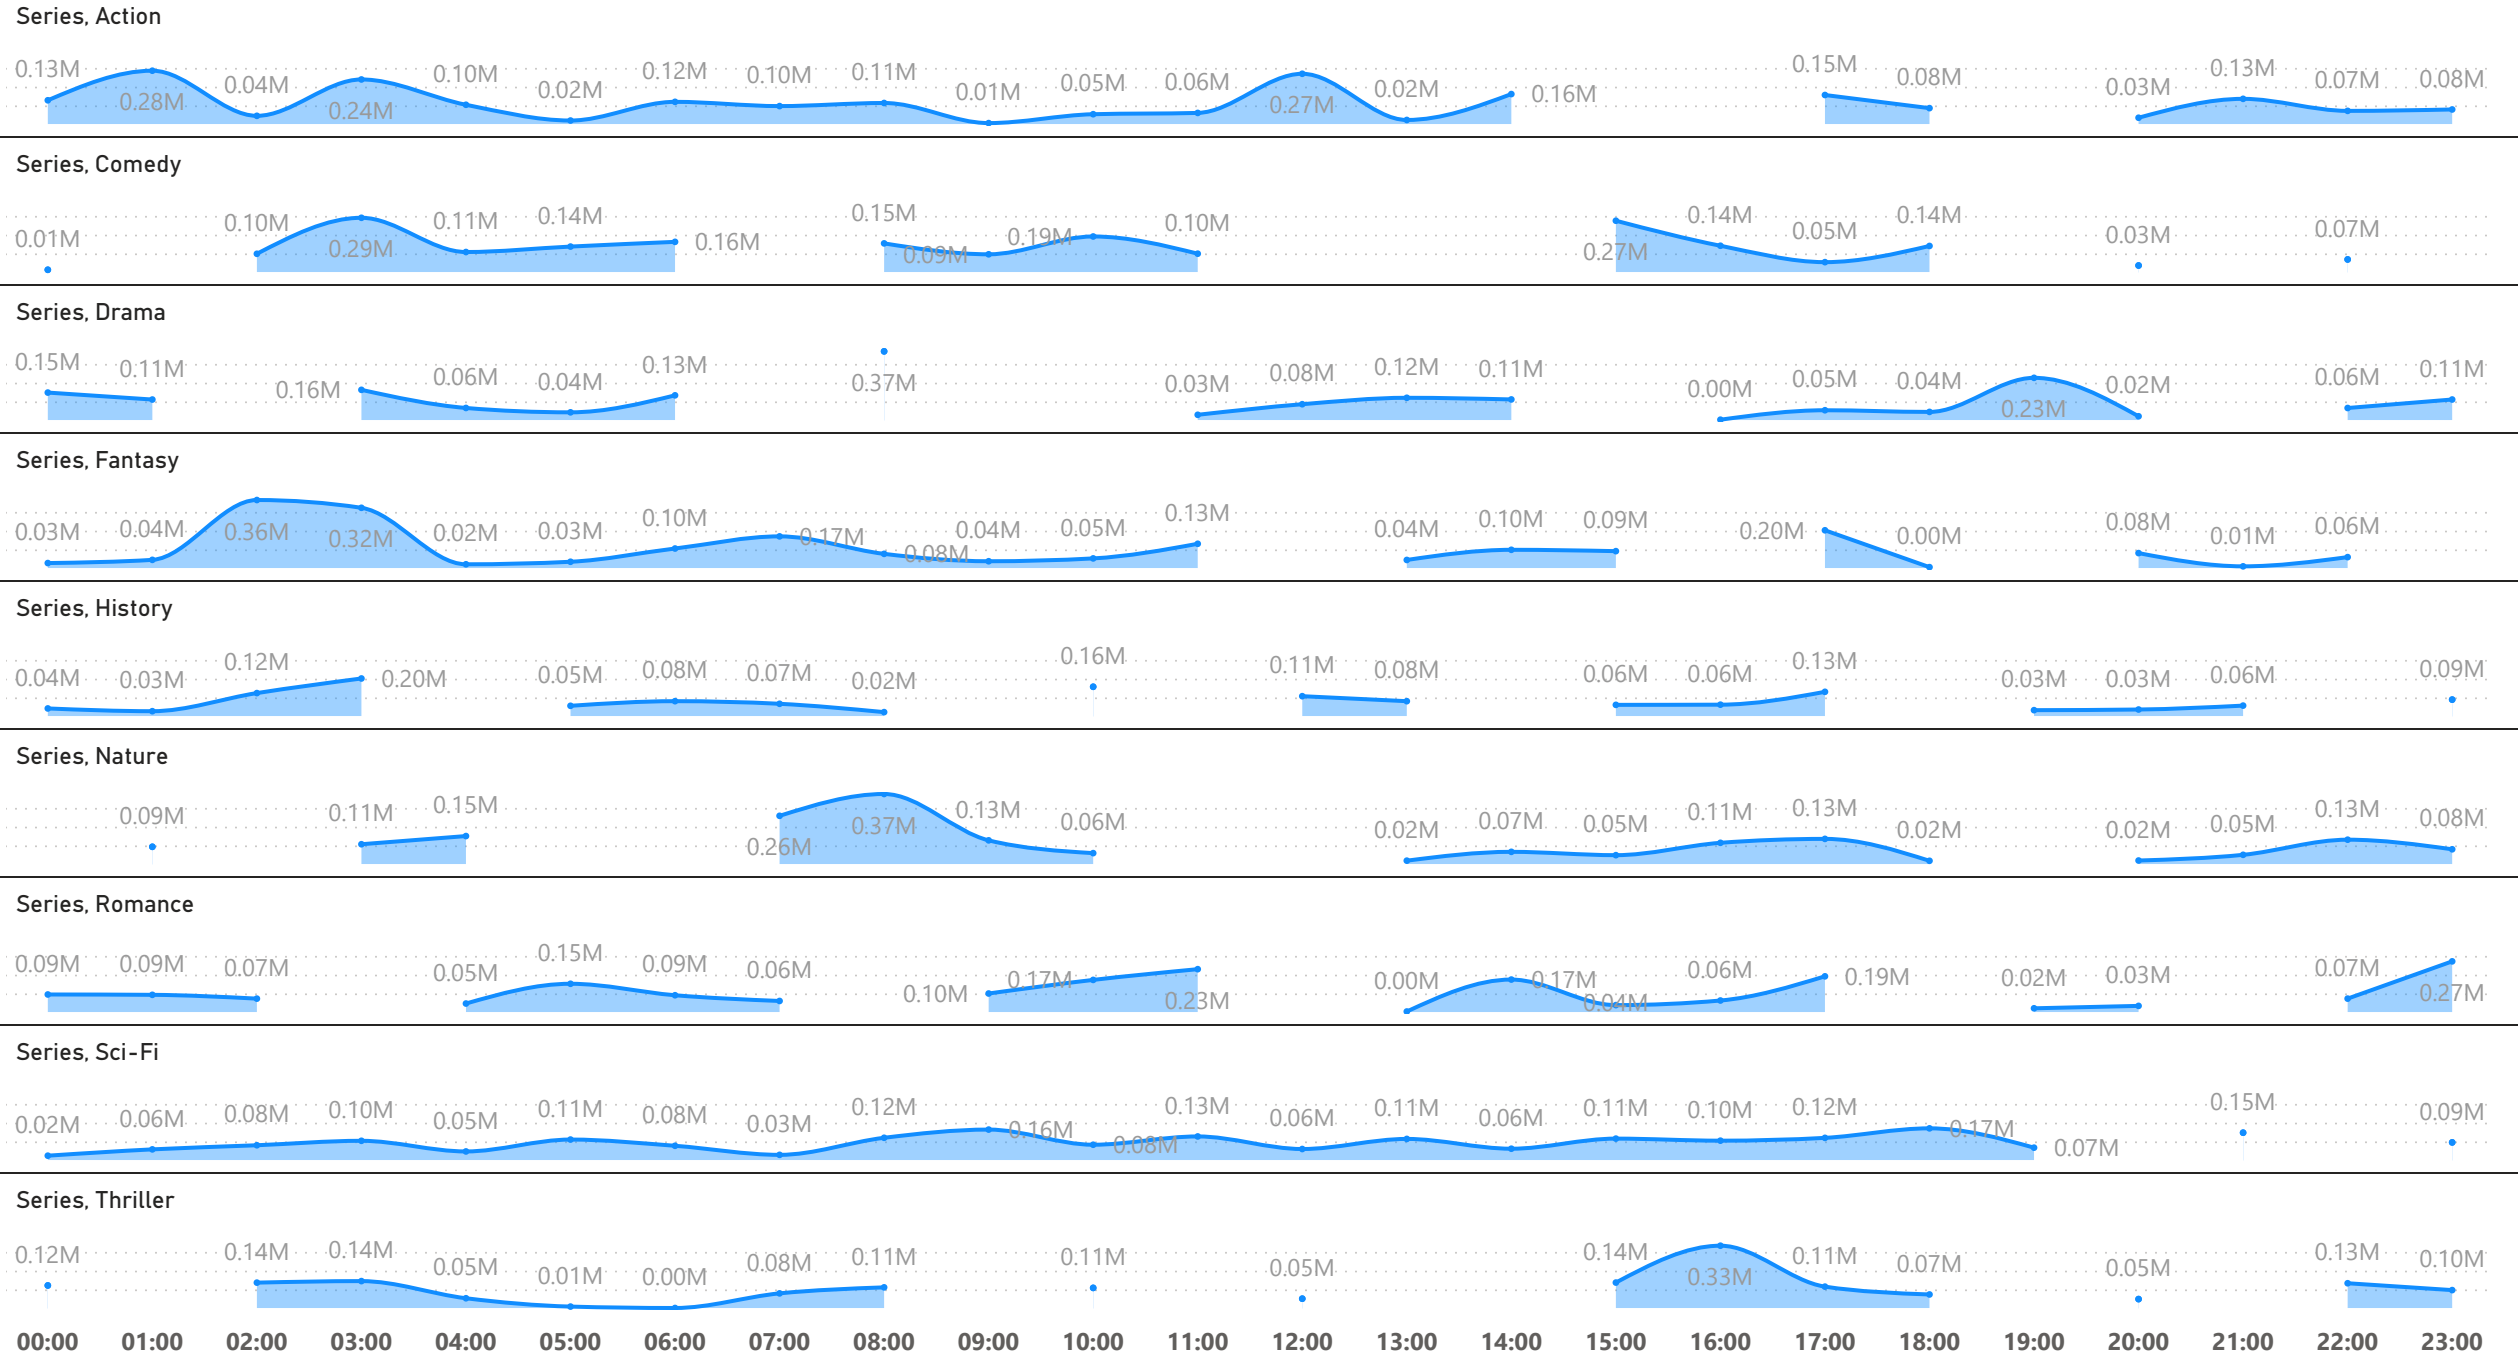 Series, Action
0.13M 0.28M 0.04M 0.24M 0.10M 0.02M 0.12M 0.10M 0.11M 0.01M 0.05M 0.06M 0.27M 0.02M 0.16M 0.15M 0.08M 0.03M 0.13M 0.07M 0.08M
Series, Comedy
0.01M 0.10M 0.29M 0.11M 0.14M 0.16M 0.15M 0.09M 0.19M 0.10M 0.27M 0.14M 0.05M 0.14M 0.03M 0.07M
Series, Drama
0.15M 0.11M 0.16M 0.06M 0.04M 0.13M 0.37M 0.03M 0.08M 0.12M 0.11M 0.00M 0.05M 0.04M 0.23M 0.02M 0.06M 0.11M
Series, Fantasy
0.03M 0.04M 0.36M 0.32M 0.02M 0.03M 0.10M 0.17M 0.08M 0.04M 0.05M 0.13M 0.04M 0.10M 0.09M 0.20M 0.00M 0.08M 0.01M 0.06M
Series, History
0.04M 0.03M 0.12M 0.20M 0.05M 0.08M 0.07M 0.02M 0.16M 0.11M 0.08M 0.06M 0.06M 0.13M 0.03M 0.03M 0.06M 0.09M
Series, Nature
0.09M 0.11M 0.15M 0.26M 0.37M 0.13M 0.06M 0.02M 0.07M 0.05M 0.11M 0.13M 0.02M 0.02M 0.05M 0.13M 0.08M
Series, Romance
0.09M 0.09M 0.07M 0.05M 0.15M 0.09M 0.06M 0.10M 0.17M 0.23M 0.00M 0.17M 0.04M 0.06M 0.19M 0.02M 0.03M 0.07M 0.27M
Series, Sci-Fi
0.02M 0.06M 0.08M 0.10M 0.05M 0.11M 0.08M 0.03M 0.12M 0.16M 0.08M 0.13M 0.06M 0.11M 0.06M 0.11M 0.10M 0.12M 0.17M 0.07M 0.15M 0.09M
Series, Thriller
0.12M 0.14M 0.14M 0.05M 0.01M 0.00M 0.08M 0.11M 0.11M 0.05M 0.14M 0.33M 0.11M 0.07M 0.05M 0.13M 0.10M
00:00 01:00 02:00 03:00 04:00 05:00 06:00 07:00 08:00 09:00 10:00 11:00 12:00 13:00 14:00 15:00 16:00 17:00 18:00 19:00 20:00 21:00 22:00 23:00